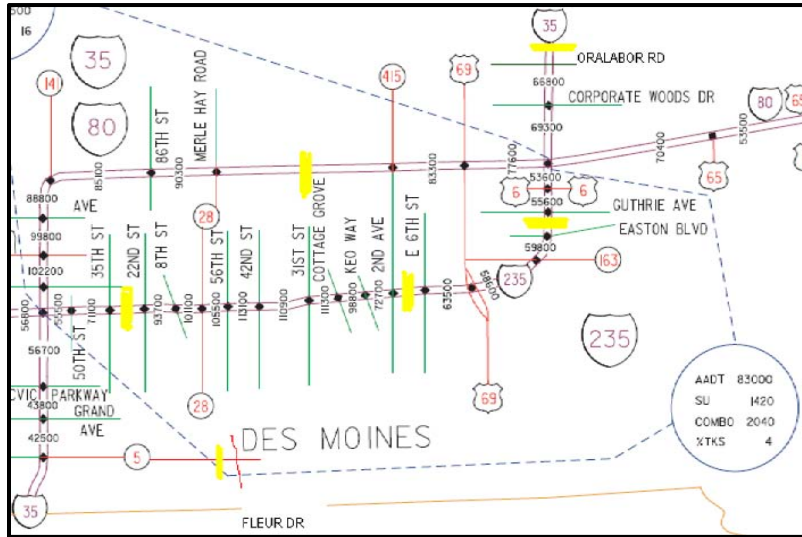 500
16
35
80
141
86TH ST
MERLE HAY ROAD
415
69
35
ORALABOR RD
66800
CORPORATE WOODS DR
69300
80
85100
90300
83300
77600
70400
53500
65
53600
6
6
55600
GUTHRIE AVE
EASTON BLVD
59800
163
28
88800
AVE
99800
102200
35TH ST
22ND ST
8TH ST
56TH ST
42ND ST
31ST ST
COTTAGE GROVE
KEO WAY
2ND AVE
E 6TH ST
235
58600
56800
55500
71100
93700
101100
105500
113100
110900
111300
98800
72700
63500
50TH ST
56700
CIVIC PARKWAY
43800
GRAND
AVE
42500
28
69
235
5
DES MOINES
AADT 83000
SU 1420
COMBO 2040
%TKS 4
35
FLEUR DR